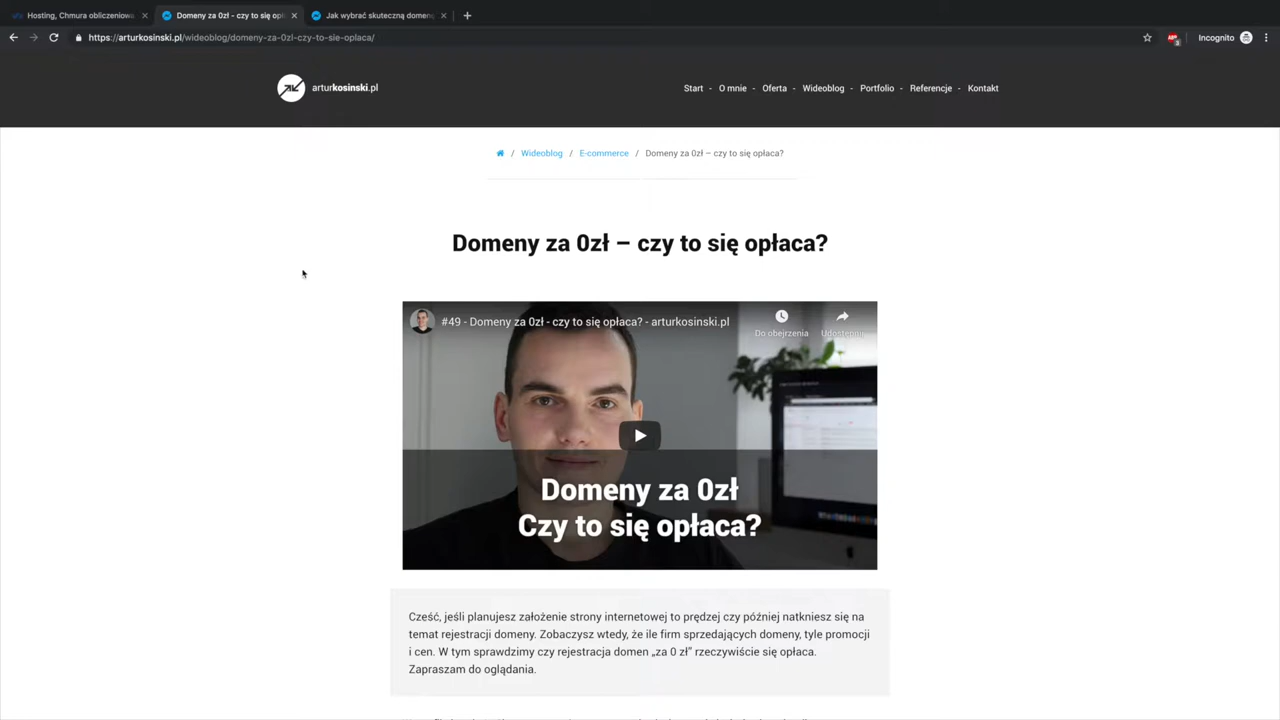 Hosting, Chmura obliczeniowa
Domeny za 0zł - czy to się opł
Jak wybrać skuteczną domenę
https://arturkosinski.pl/wideoblog/domeny-za-0zl-czy-to-sie-oplaca/
Incognito
arturkosinski.pl
Start - O mnie - Oferta - Wideoblog - Portfolio - Referencje - Kontakt
/ Wideoblog / E-commerce / Domeny za 0zł – czy to się opłaca?
Domeny za 0zł – czy to się opłaca?
#49 - Domeny za 0zł - czy to się opłaca? - arturkosinski.pl
Do obejrzenia
Udostępnij
Domeny za 0zł
Czy to się opłaca?
Cześć, jeśli planujesz założenie strony internetowej to prędzej czy później natkniesz się na
temat rejestracji domeny. Zobaczysz wtedy, że ile firm sprzedających domeny, tyle promocji
i cen. W tym sprawdzimy czy rejestracja domen „za 0 zł” rzeczywiście się opłaca.
Zapraszam do oglądania.